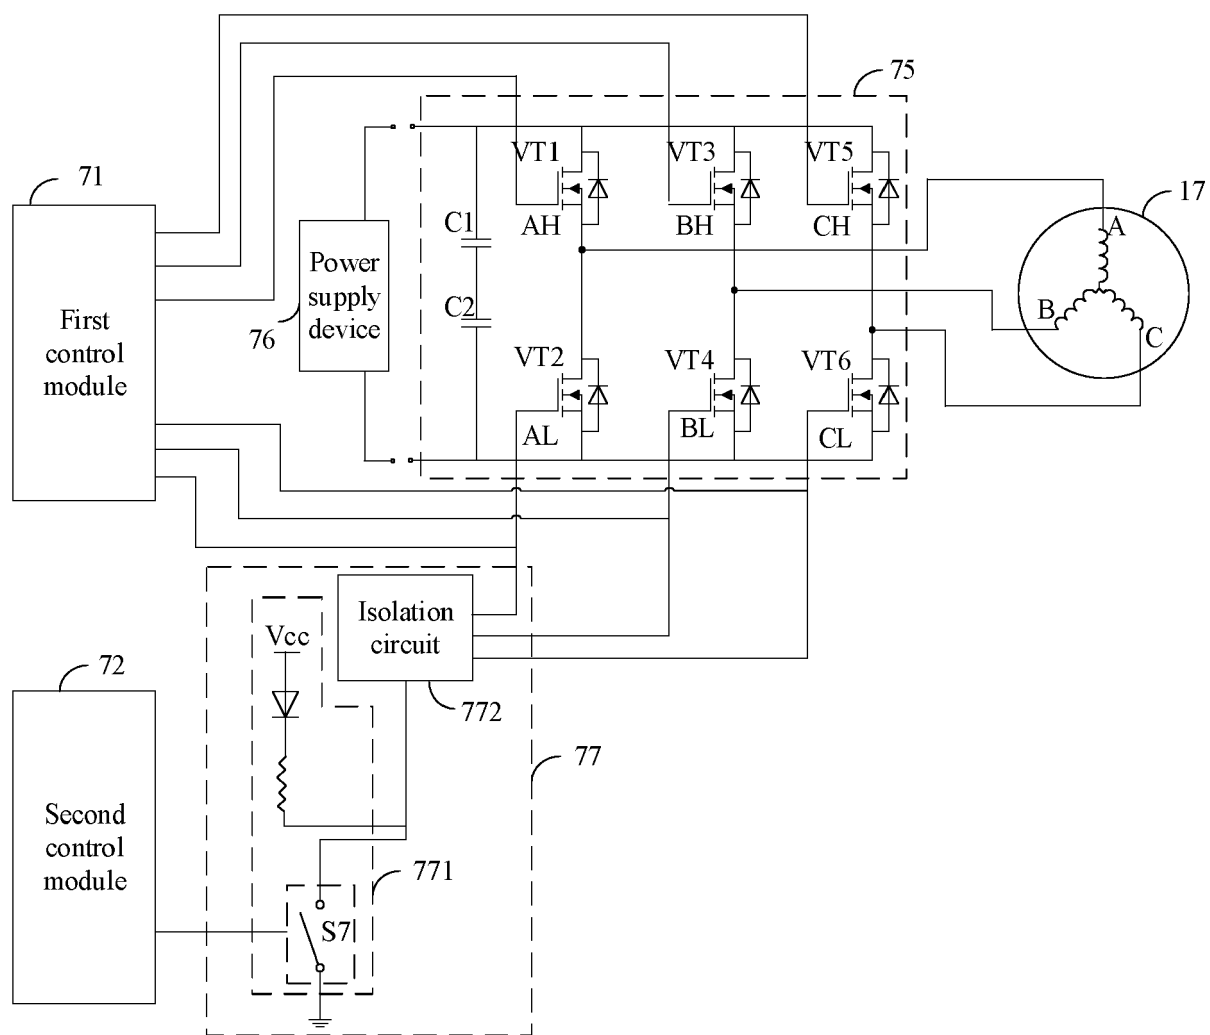 75
71
VT1
VT3
VT5
17
C1
AH
BH
CH
A
Power
supply
device
76
C2
B
C
First
control
module
VT2
VT4
VT6
AL
BL
CL
Isolation
circuit
Vcc
72
772
77
Second
control
module
771
S7